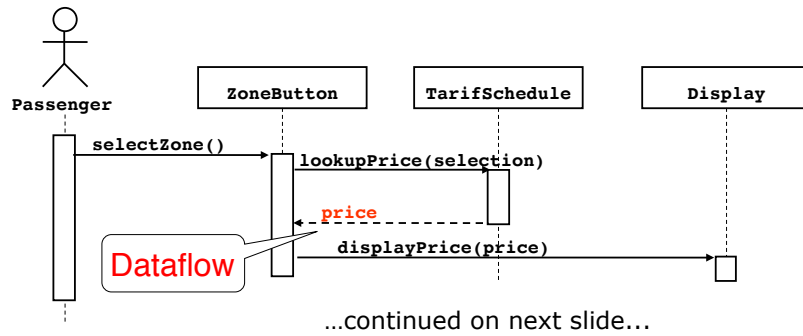 ZoneButton
TarifSchedule
Display
Passenger
selectZone()
lookupPrice(selection)
price
Dataflow
displayPrice(price)
...continued on next slide...